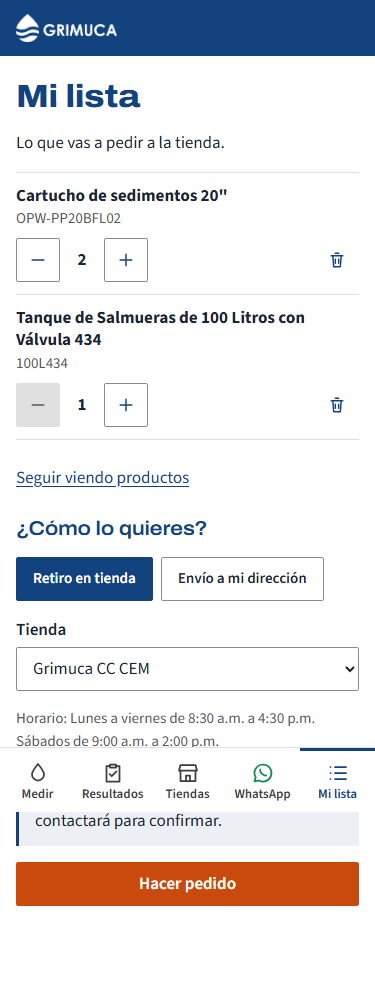 GRIMUCA
Mi lista
Lo que vas a pedir a la tienda.
Cartucho de sedimentos 20"
OPW-PP20BFL02
2
Tanque de Salmueras de 100 Litros con
Válvula 434
100L434
1
Seguir viendo productos
¿Cómo lo quieres?
Retiro en tienda
Envío a mi dirección
Tienda
Grimuca CC CEM
Horario: Lunes a viernes de 8:30 a.m. a 4:30 p.m.
Sábados de 9:00 a.m. a 2:00 p.m.
Medir
Resultados
Tiendas
WhatsApp
Mi lista
contactará para confirmar.
Hacer pedido